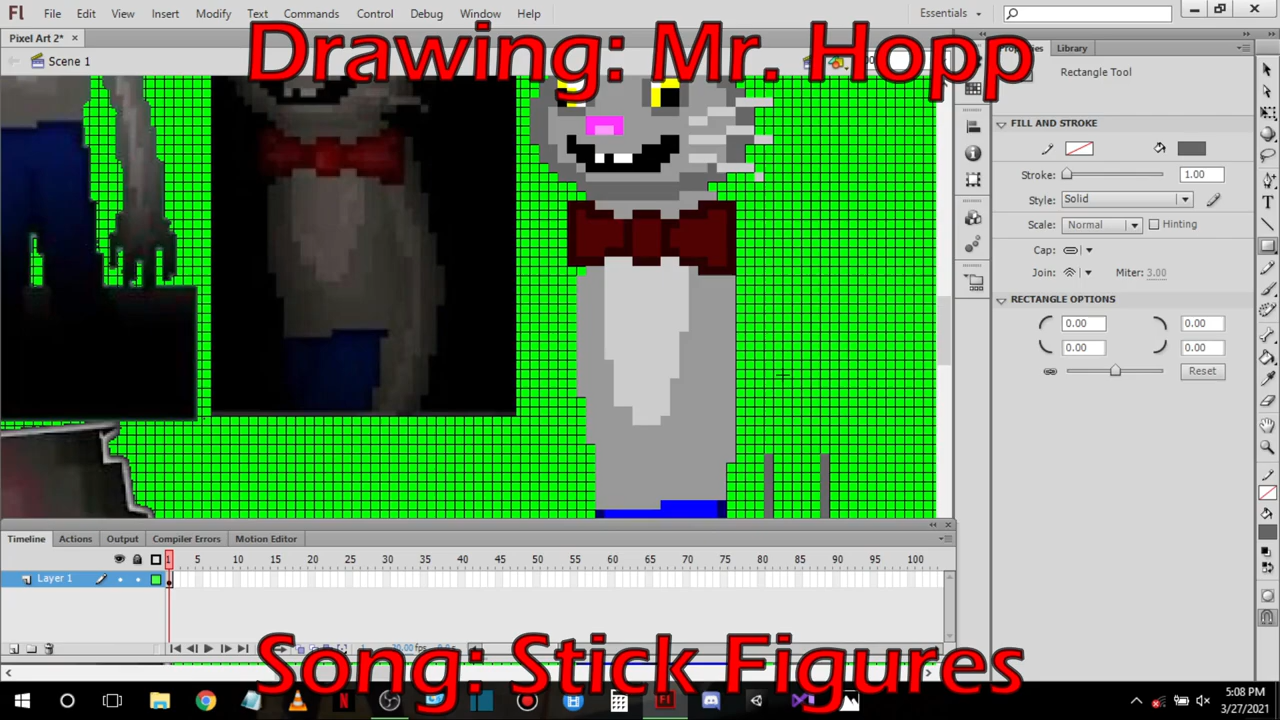 Fl File Edit View Insert Modify Text Commands Control Debug Window Help Essentials
Pixel Art 2* ×
Scene 1
Drawing: Mr. Hopp
Properties Library
Rectangle Tool
FILL AND STROKE
Stroke: 1.00
Style: Solid
Scale: Normal Hinting
Cap:
Join: Miter: 3.00
RECTANGLE OPTIONS
0.00 0.00
0.00 0.00
Reset
Timeline Actions Output Compiler Errors Motion Editor
1 5 10 15 20 25 30 35 40 45 50 55 60 65 70 75 80 85 90 95 100
Layer 1
Song: Stick Figures
5:08 PM
3/27/2021